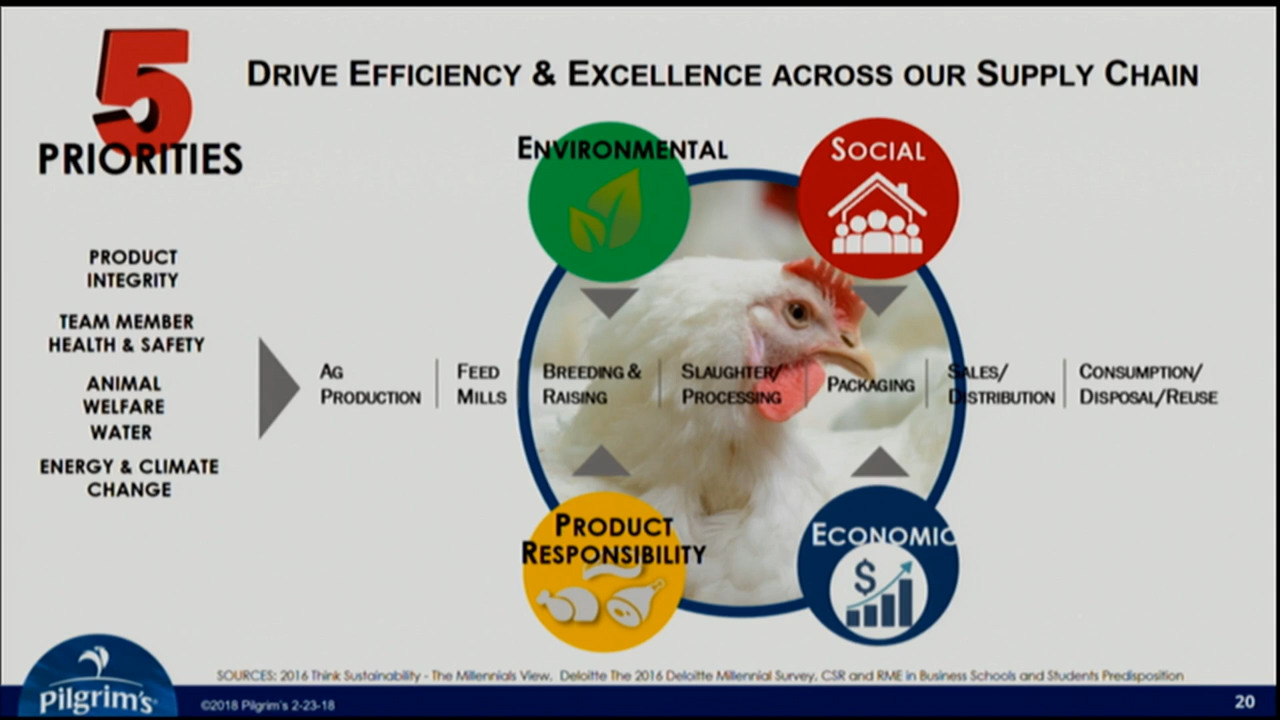 5
PRIORITIES
DRIVE EFFICIENCY & EXCELLENCE ACROSS OUR SUPPLY CHAIN
ENVIRONMENTAL
SOCIAL
PRODUCT
INTEGRITY
TEAM MEMBER
HEALTH & SAFETY
ANIMAL
WELFARE
WATER
ENERGY & CLIMATE
CHANGE
AG
PRODUCTION
FEED
MILLS
BREEDING &
RAISING
SLAUGHTER/
PROCESSING
PACKAGING
SALES/
DISTRIBUTION
CONSUMPTION/
DISPOSAL/REUSE
PRODUCT
RESPONSIBILITY
ECONOMIC
$
SOURCES: 2016 Think Sustainability - The Millennials View. Deloitte The 2016 Deloitte Millennial Survey, CSR and RME in Business Schools and Students Predisposition
Pilgrim's
©2018 Pilgrim's 2-23-18
20